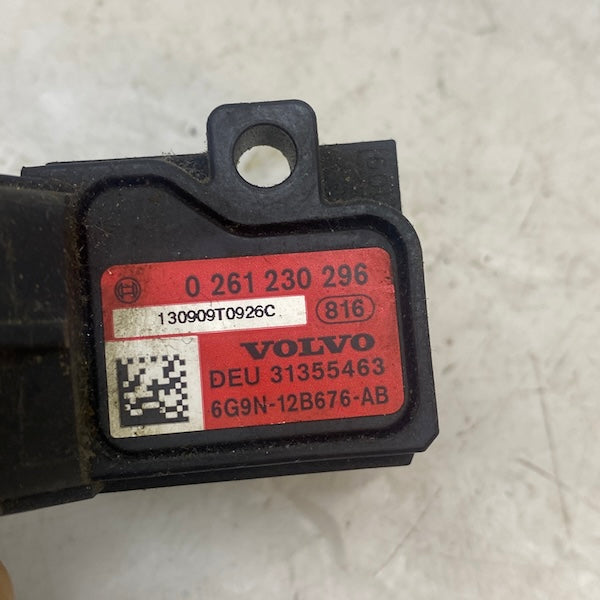 0 261 230 296
130909T0926C
816
VOLVO
DEU 31355463
6G9N-12B676-AB